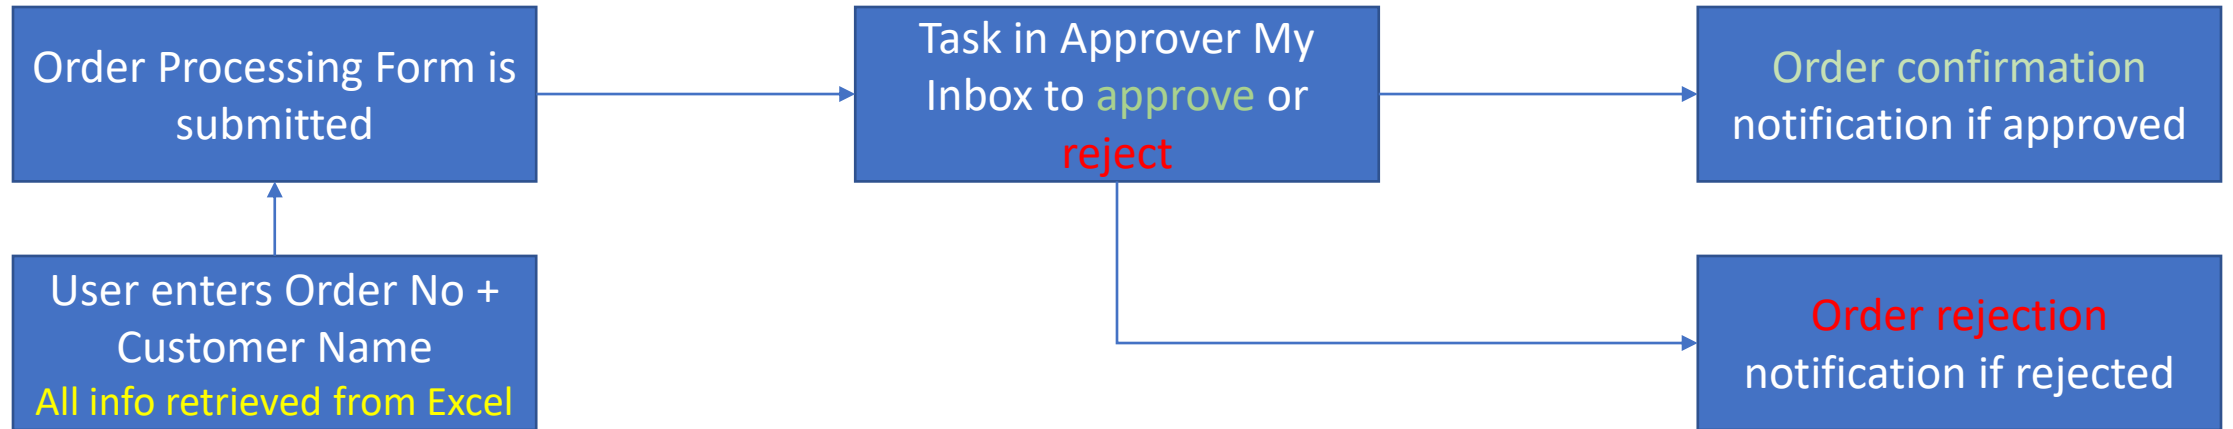 Order Processing Form is
submitted
Task in Approver My
Inbox to approve or
reject
Order confirmation
notification if approved
User enters Order No +
Customer Name
All info retrieved from Excel
Order rejection
notification if rejected